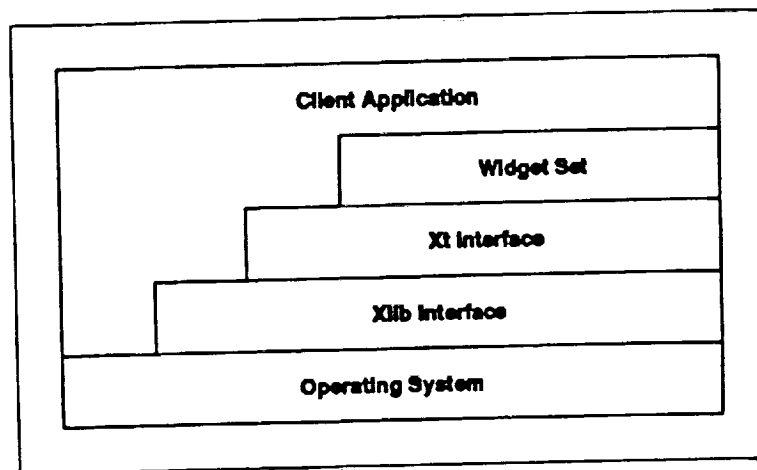 Client Application
Widget Set
Xt Interface
Xlib Interface
Operating System